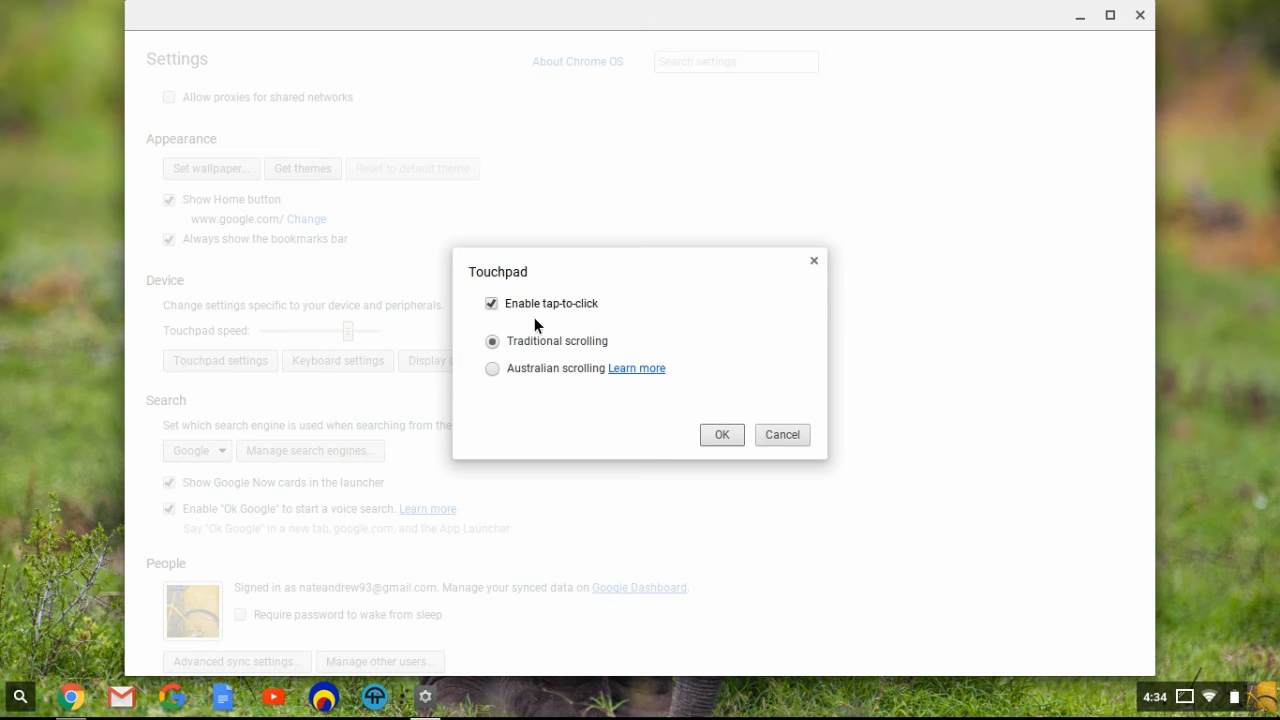 Settings
About Chrome OS
Search settings
Allow proxies for shared networks
Appearance
Set wallpaper... Get themes Reset to default theme
Show Home button
www.google.com/ Change
Always show the bookmarks bar
Device
Change settings specific to your device and peripherals.
Touchpad speed:
Touchpad settings Keyboard settings Display s
Search
Set which search engine is used when searching from the
Google Manage search engines...
Show Google Now cards in the launcher
Enable "Ok Google" to start a voice search. Learn more
Say "Ok Google" in a new tab, google.com, and the App Launcher
People
Signed in as nateandrew93@gmail.com. Manage your synced data on Google Dashboard.
Require password to wake from sleep
Advanced sync settings... Manage other users...
Touchpad
Enable tap-to-click
Traditional scrolling
Australian scrolling Learn more
OK Cancel
4:34